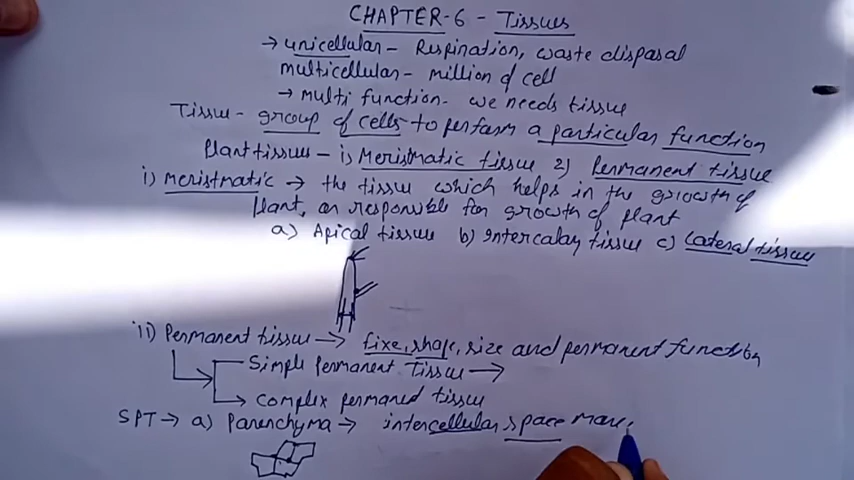 CHAPTER-6 - Tissues
→ unicellular - Respiration, waste disposal
multicellular - million of cell
→ multi function - we needs tissue
Tissue - group of cells to perform a particular function
Plant tissues - i) Meristmatic tissue 2) Permanent tissue
i) meristmatic → the tissue which helps in the growth of
Plant, or responsible for growth of plant
a) Apical tissue b) Intercalary tissue c) Lateral tissue
ii) Permanent tissue → fixe, shape, size and permanent function
Simple Permanent Tissue →
Complex permaned tissue
SPT → a) Parenchyma → intercellular space